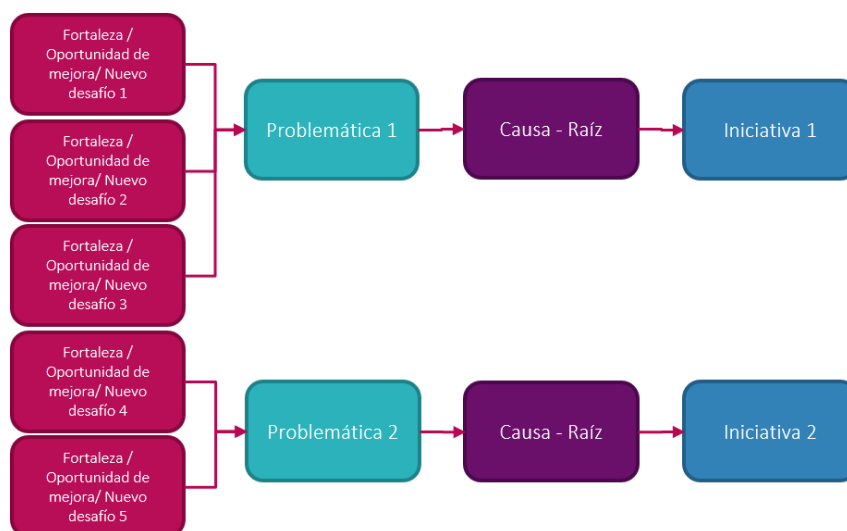 Fortaleza /
Oportunidad de
mejora/ Nuevo
desafío 1
Fortaleza /
Oportunidad de
mejora/ Nuevo
desafío 2
Fortaleza /
Oportunidad de
mejora/ Nuevo
desafío 3
Problemática 1
Causa - Raíz
Iniciativa 1
Fortaleza /
Oportunidad de
mejora/ Nuevo
desafío 4
Fortaleza /
Oportunidad de
mejora/ Nuevo
desafío 5
Problemática 2
Causa - Raíz
Iniciativa 2